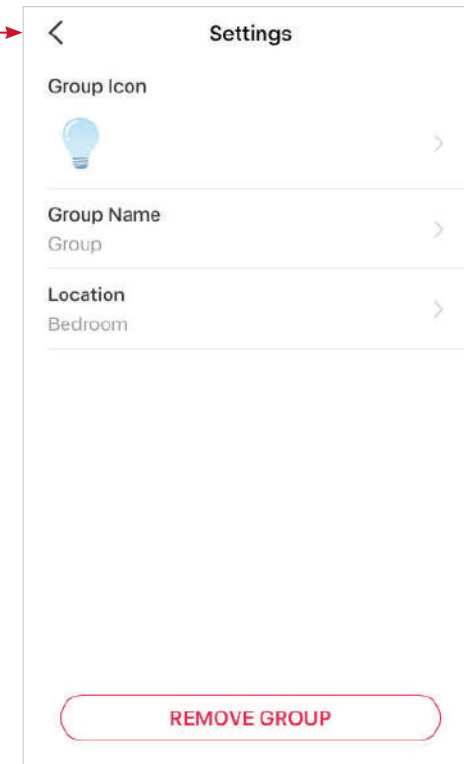 Settings
Group Icon
Group Name
Group
Location
Bedroom
REMOVE GROUP